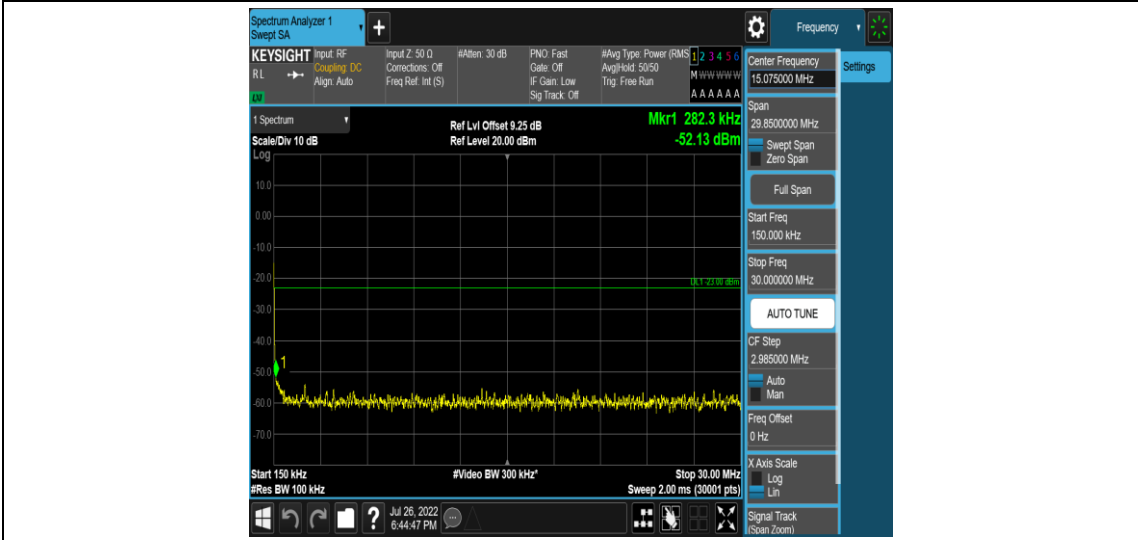 Spectrum Analyzer 1
Swept SA
+
Frequency
KEYSIGHT
RL
Input: RF
Coupling: DC
Align: Auto
Input Z: 50 Ω
Corrections: Off
Freq Ref: Int (S)
#Atten: 30 dB
PNO: Fast
Gate: Off
IF Gain: Low
Sig Track: Off
#Avg Type: Power (RMS
Avg|Hold: 50/50
Trig: Free Run
1 2 3 4 5 6
M W W W W W
A A A A A A
1 Spectrum
Scale/Div 10 dB
Ref Lvl Offset 9.25 dB
Ref Level 20.00 dBm
Mkr1 282.3 kHz
-52.13 dBm
Log
10.0
0.00
-10.0
-20.0
DL1 -23.00 dBm
-30.0
-40.0
1
-50.0
-60.0
-70.0
Start 150 kHz
#Video BW 300 kHz*
Stop 30.00 MHz
#Res BW 100 kHz
Sweep 2.00 ms (30001 pts)
?
Jul 26, 2022
6:44:47 PM
Center Frequency
15.075000 MHz
Settings
Span
29.8500000 MHz
Swept Span
Zero Span
Full Span
Start Freq
150.000 kHz
Stop Freq
30.000000 MHz
AUTO TUNE
CF Step
2.985000 MHz
Auto
Man
Freq Offset
0 Hz
X Axis Scale
Log
Lin
Signal Track
(Span Zoom)